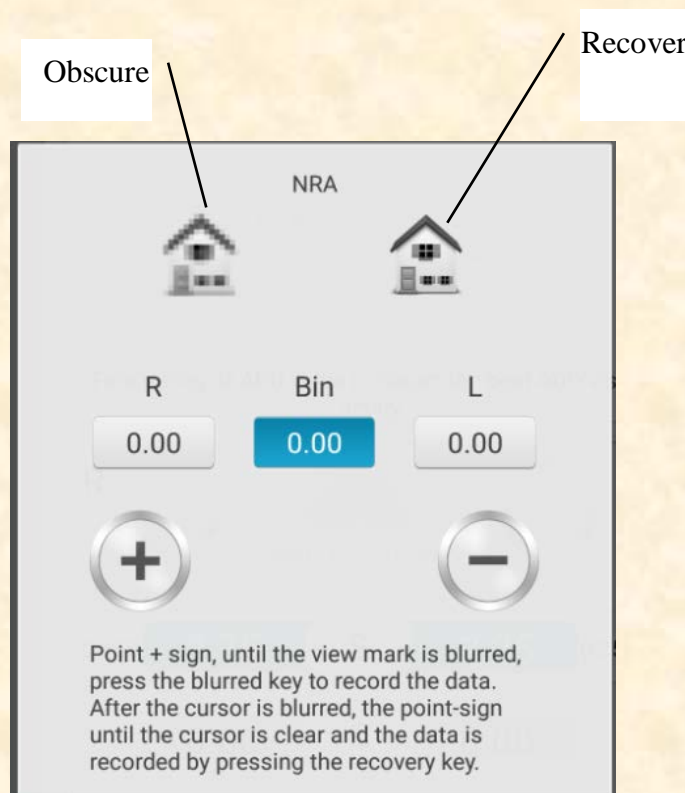 Obscure
Recover
NRA
R Bin L
0.00 0.00 0.00
+ −
Point + sign, until the view mark is blurred,
press the blurred key to record the data.
After the cursor is blurred, the point-sign
until the cursor is clear and the data is
recorded by pressing the recovery key.